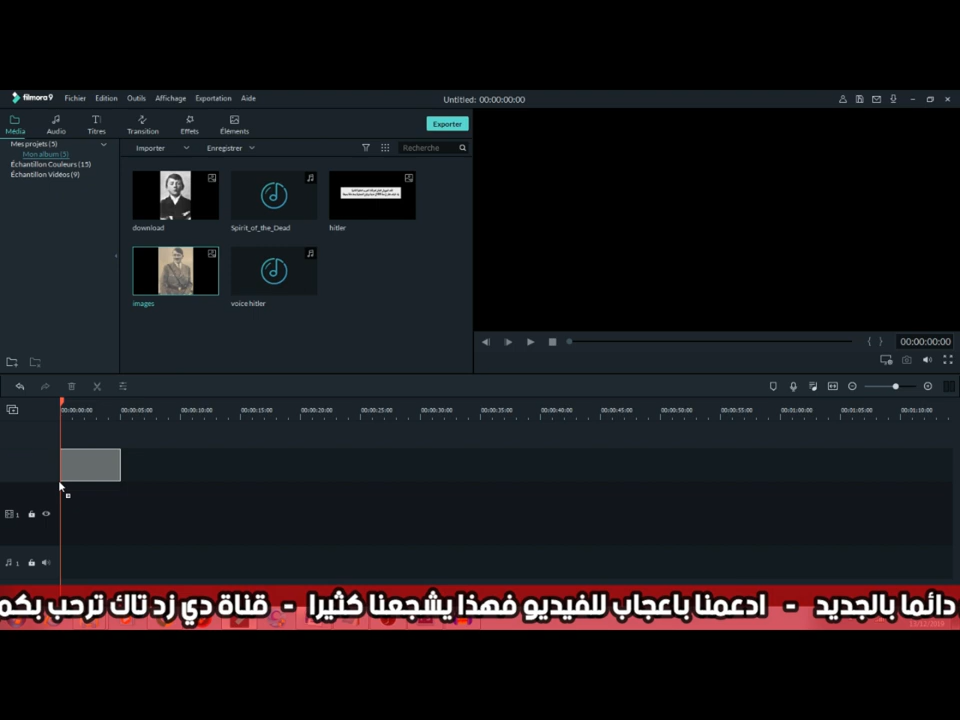 filmora9 Fichier Edition Outils Affichage Exportation Aide Untitled: 00:00:00:00
Média Audio Titres Transition Effets Éléments Exporter
Mes projets (5) Importer Enregistrer Recherche
Mon album (5)
Échantillon Couleurs (15)
Échantillon Vidéos (9)
download Spirit_of_the_Dead hitler
images voice hitler
00:00:00:00
00:00:00:00 00:00:05:00 00:00:10:00 00:00:15:00 00:00:20:00 00:00:25:00 00:00:30:00 00:00:35:00 00:00:40:00 00:00:45:00 00:00:50:00 00:00:55:00 00:01:00:00 00:01:05:00 00:01:10:00
1
1
دائما بالجديد - ادعمنا باعجاب للفيديو فهذا يشجعنا كثيرا - قناة دي زد تاك ترحب بكم
13/12/2019